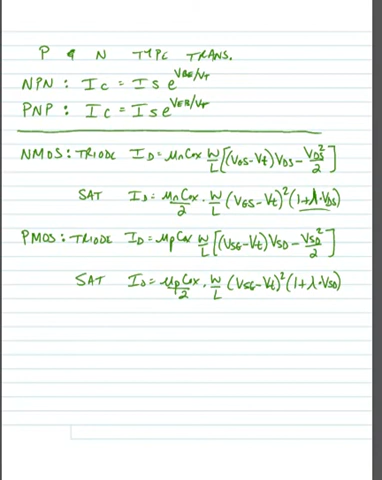 P & N TYPE TRANS.
NPN : Ic = Is e^VBE/VT
PNP : Ic = Is e^VEB/VT
NMOS : TRIODE ID = μnCox W/L [(VGS-Vt)VDS - VDS²/2]
SAT ID = μnCox/2 · W/L (VGS-Vt)² (1+λ·VDS)
PMOS : TRIODE ID = μpCox W/L [(VSG-Vt)VSD - VSD²/2]
SAT ID = μpCox/2 · W/L (VSG-Vt)² (1+λ·VSD)